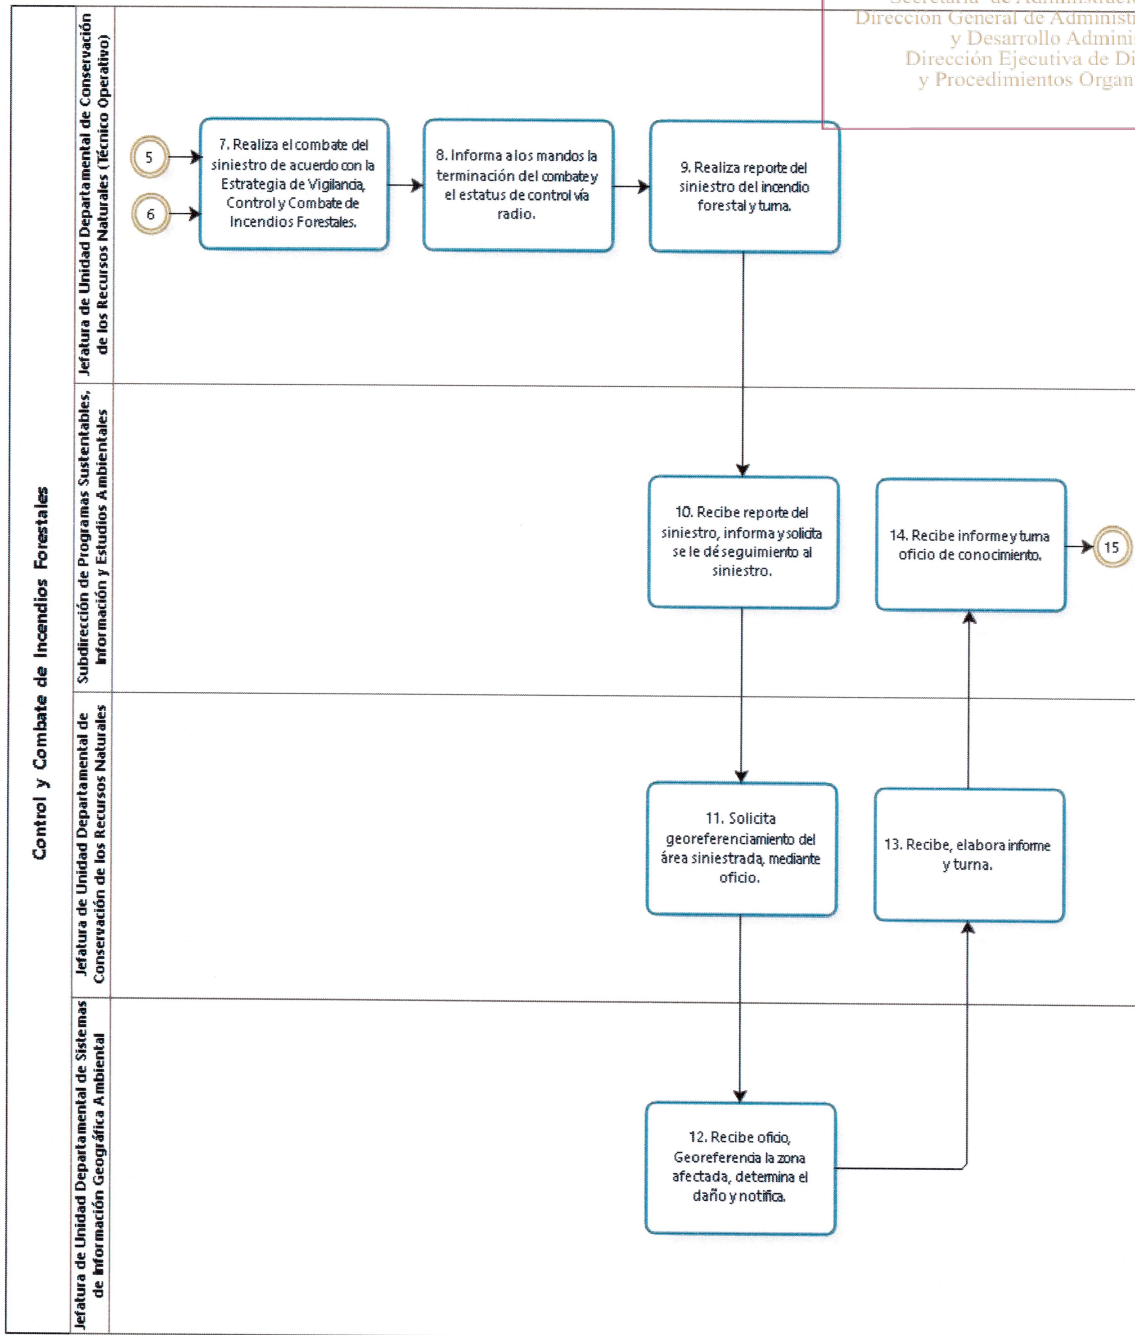 Dirección General de Administ
y Desarrollo Admini
Dirección Ejecutiva de Di
y Procedimientos Organ
Control y Combate de Incendios Forestales
Jefatura de Unidad Departamental de Conservación
de los Recursos Naturales (Técnico Operativo)
5
6
7. Realiza el combate del
siniestro de acuerdo con la
Estrategia de Vigilancia,
Control y Combate de
Incendios Forestales.
8. Informa a los mandos la
terminación del combate y
el estatus de control vía
radio.
9. Realiza reporte del
siniestro del incendio
forestal y turna.
Subdirección de Programas Sustentables,
Información y Estudios Ambientales
10. Recibe reporte del
siniestro, informa y solicita
se le dé seguimiento al
siniestro.
14. Recibe informe y turna
oficio de conocimiento.
15
Jefatura de Unidad Departamental de
Conservación de los Recursos Naturales
11. Solicita
georeferenciamiento del
área siniestrada, mediante
oficio.
13. Recibe, elabora informe
y turna.
Jefatura de Unidad Departamental de Sistemas
de Información Geográfica Ambiental
12. Recibe oficio,
Georeferencia la zona
afectada, determina el
daño y notifica.